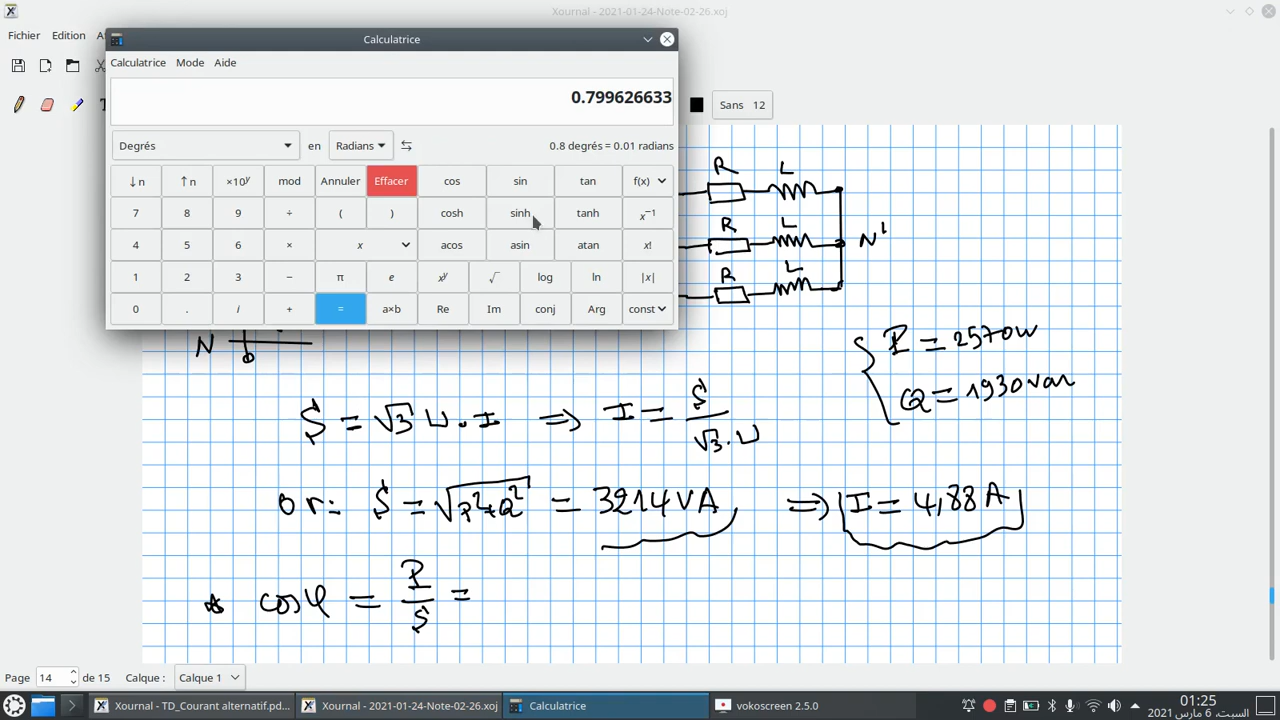 Xournal - 2021-01-24-Note-02-26.xoj
Fichier Edition
Calculatrice
Calculatrice Mode Aide
0.799626633
Sans 12
Degrés en Radians 0.8 degrés = 0.01 radians
↓n ↑n ×10ʸ mod Annuler Effacer cos sin tan f(x)
7 8 9 ÷ ( ) cosh sinh tanh x⁻¹
4 5 6 × x acos asin atan x!
1 2 3 − π e xʸ √ log ln |x|
0 . i + = a×b Re Im conj Arg const
R L
R L N'
R L
N
P = 2570W
Q = 1930var
S = √3 U . I ⟹ I = S / √3 . U
or: S = √P²+Q² = 3214VA ⟹ I = 4,88A
* cosφ = P/S =
Page 14 de 15 Calque : Calque 1
Xournal - TD_Courant alternatif.pd...
Xournal - 2021-01-24-Note-02-26.xoj
Calculatrice
vokoscreen 2.5.0
01:25
السبت، 6 مارس 2021